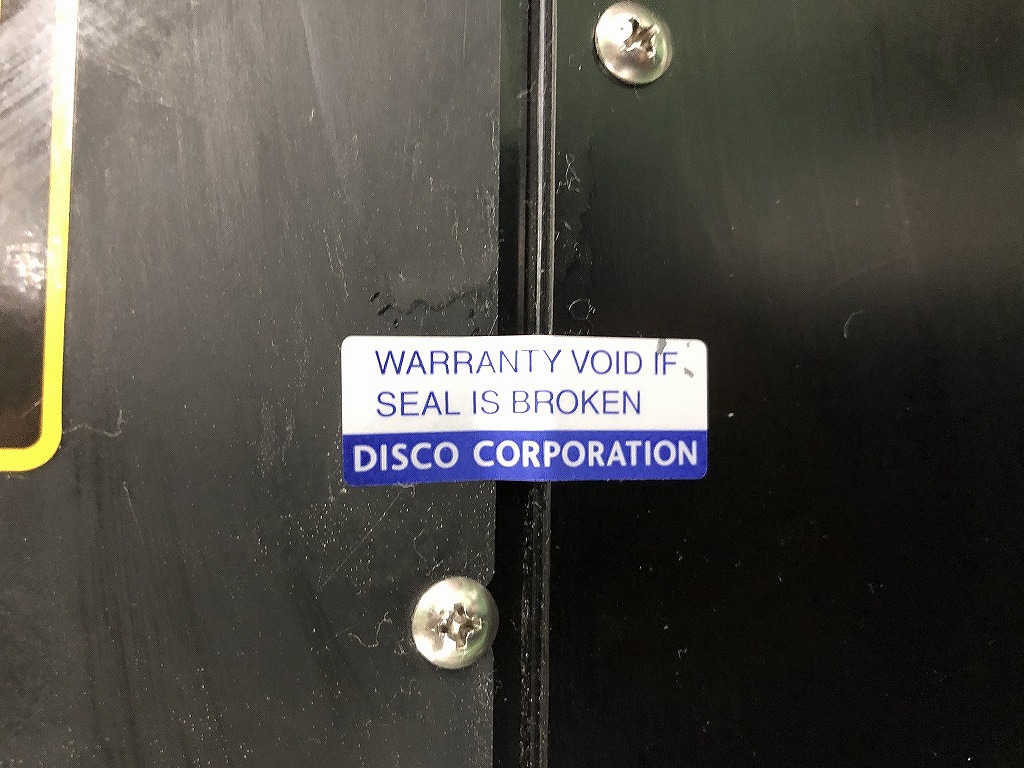 WARRANTY VOID IF
SEAL IS BROKEN
DISCO CORPORATION